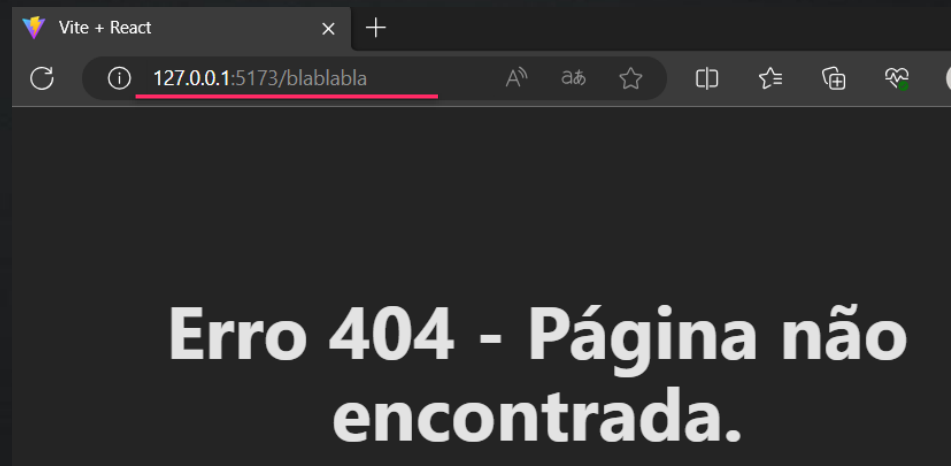 Vite + React
127.0.0.1:5173/blablabla
Erro 404 - Página não
encontrada.